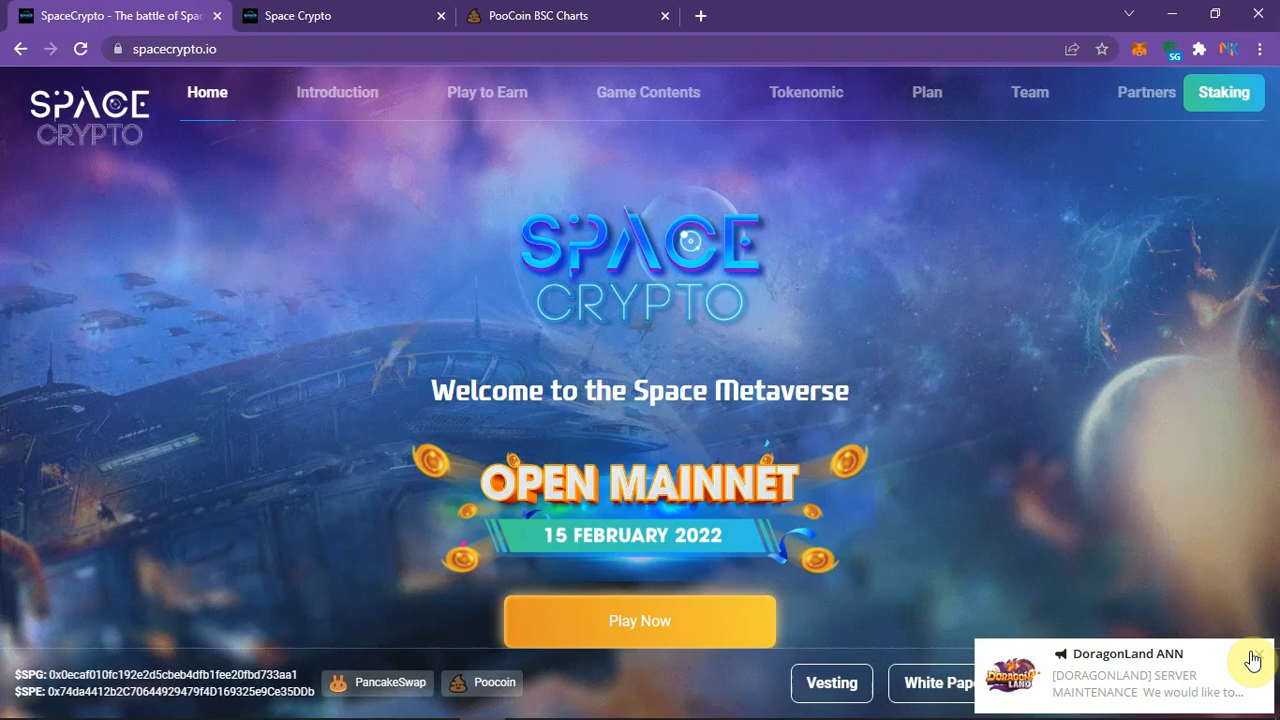 SpaceCrypto - The battle of Spac
Space Crypto
PooCoin BSC Charts
spacecrypto.io
SG
SPACE
CRYPTO
Home
Introduction
Play to Earn
Game Contents
Tokenomic
Plan
Team
Partners
Staking
SPACE
CRYPTO
Welcome to the Space Metaverse
OPEN MAINNET
15 FEBRUARY 2022
Play Now
$SPG: 0x0ecaf010fc192e2d5cbeb4dfb1fee20fbd733aa1
$SPE: 0x74da4412b2C70644929479f4D169325e9Ce35DDb
PancakeSwap
Poocoin
Vesting
White Pape
DoragonLand ANN
[DORAGONLAND] SERVER
MAINTENANCE We would like to...